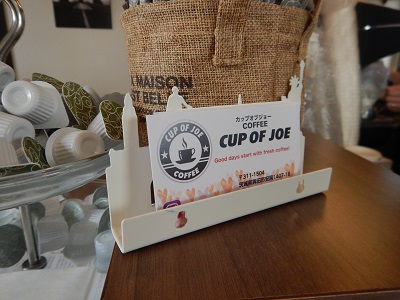 MAISON
BEL
カップオブジョー
COFFEE
CUP OF JOE
Good days start with fresh coffee!
CUP OF JOE
COFFEE
〒311-1504